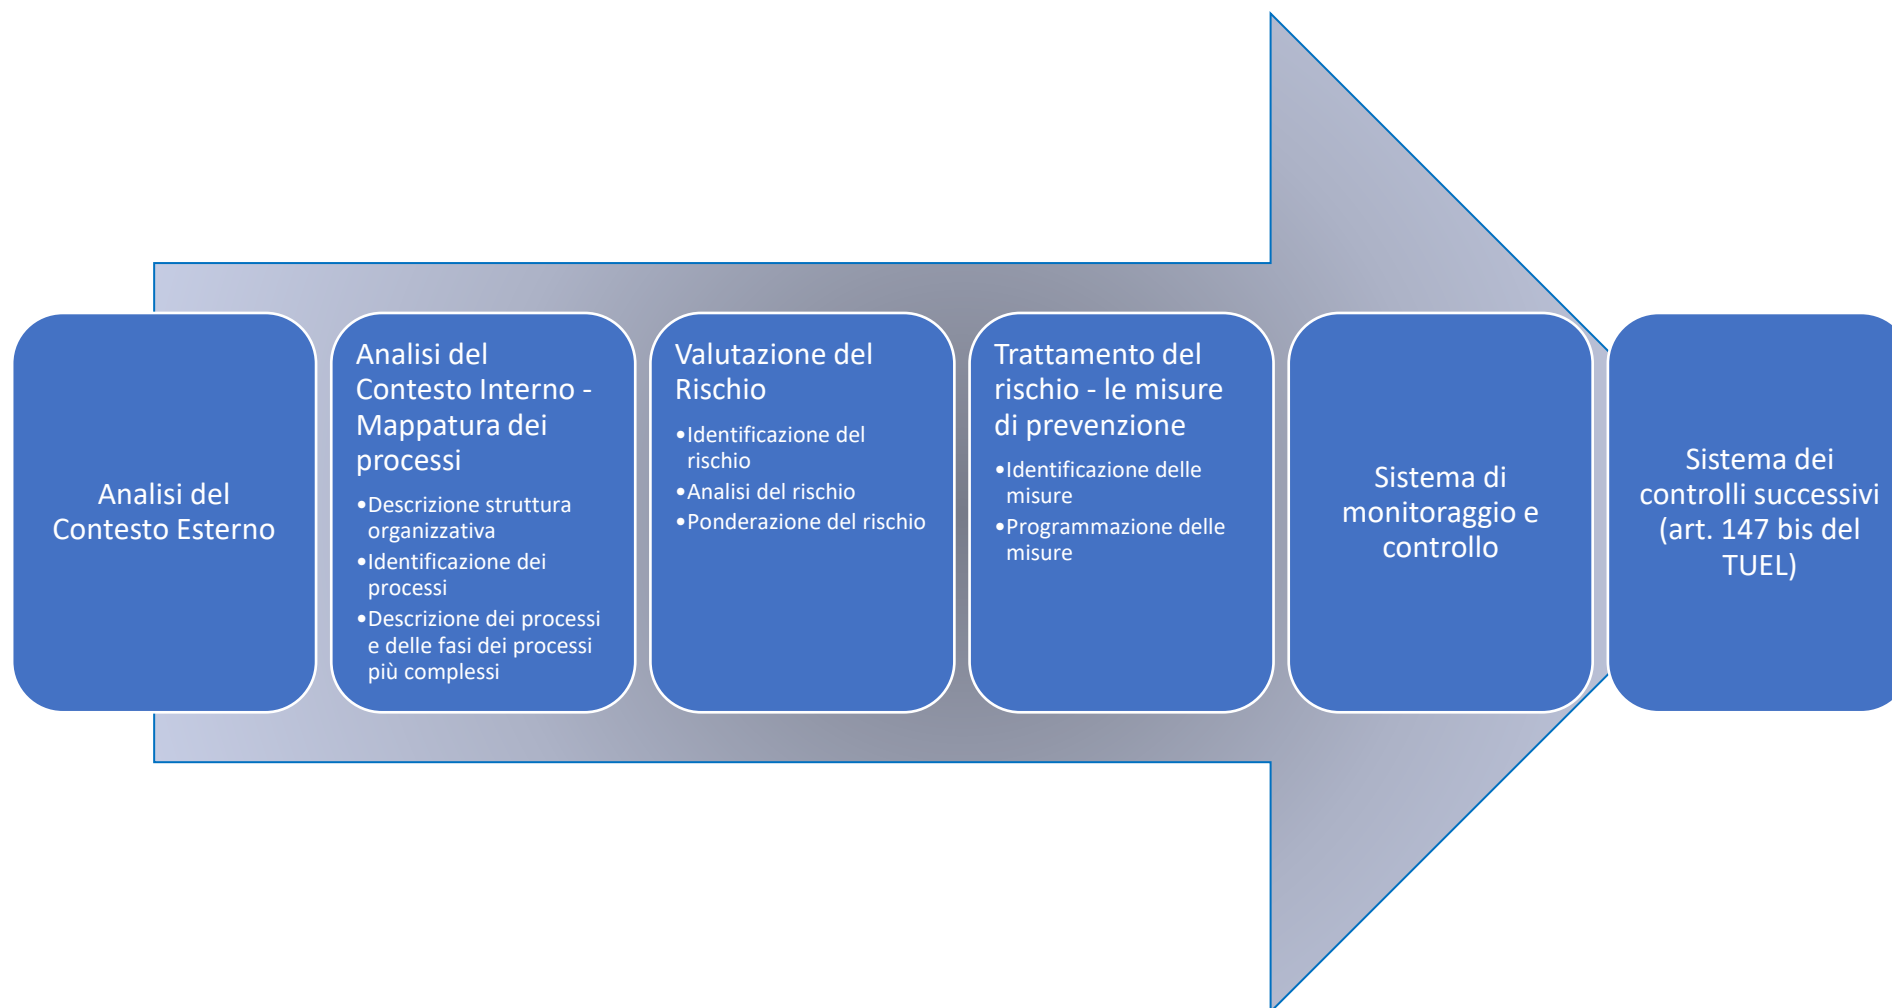 Analisi del
Contesto Esterno
Analisi del
Contesto Interno -
Mappatura dei
processi
•Descrizione struttura
organizzativa
•Identificazione dei
processi
•Descrizione dei processi
e delle fasi dei processi
più complessi
Valutazione del
Rischio
•Identificazione del
rischio
•Analisi del rischio
•Ponderazione del rischio
Trattamento del
rischio - le misure
di prevenzione
•Identificazione delle
misure
•Programmazione delle
misure
Sistema di
monitoraggio e
controllo
Sistema dei
controlli successivi
(art. 147 bis del
TUEL)